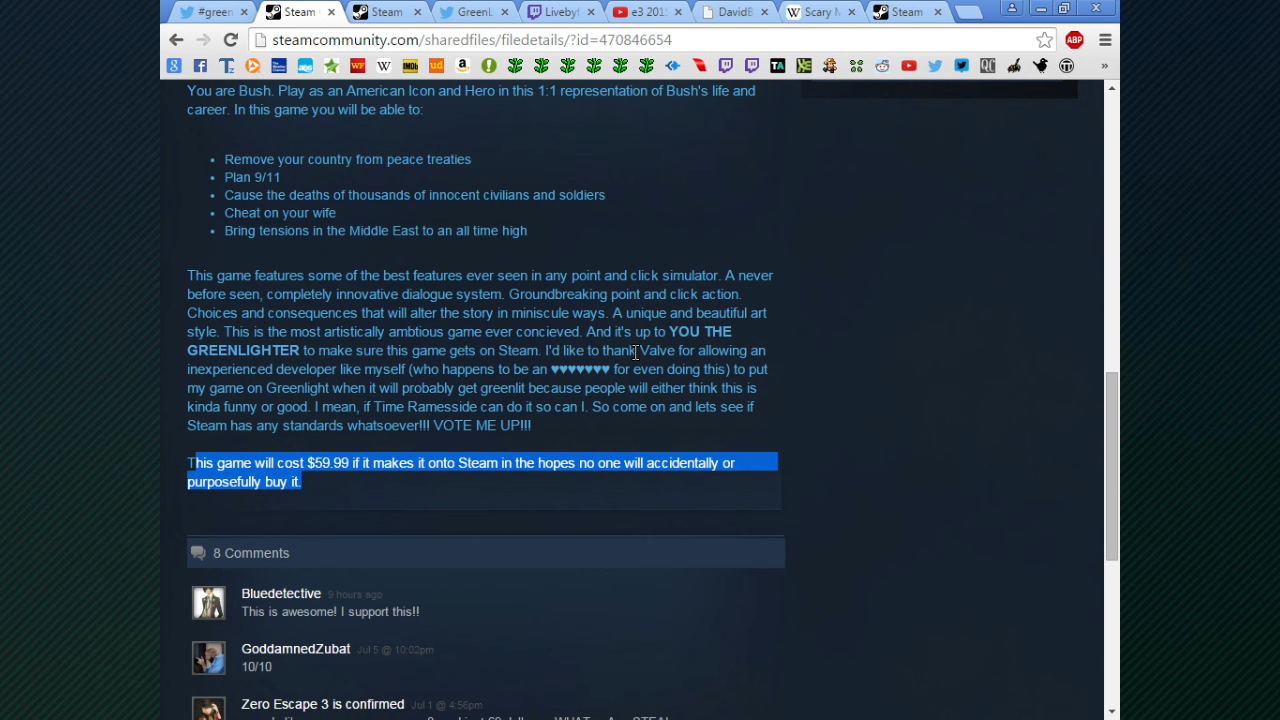 #green
Steam
Steam
GreenL
Liveby
e3 201
DavidB
Scary M
Steam
steamcommunity.com/sharedfiles/filedetails/?id=470846654
ABP
You are Bush. Play as an American Icon and Hero in this 1:1 representation of Bush's life and
career. In this game you will be able to:
• Remove your country from peace treaties
• Plan 9/11
• Cause the deaths of thousands of innocent civilians and soldiers
• Cheat on your wife
• Bring tensions in the Middle East to an all time high
This game features some of the best features ever seen in any point and click simulator. A never
before seen, completely innovative dialogue system. Groundbreaking point and click action.
Choices and consequences that will alter the story in miniscule ways. A unique and beautiful art
style. This is the most artistically ambtious game ever concieved. And it's up to YOU THE
GREENLIGHTER to make sure this game gets on Steam. I'd like to thank Valve for allowing an
inexperienced developer like myself (who happens to be an ♥♥♥♥♥♥♥ for even doing this) to put
my game on Greenlight when it will probably get greenlit because people will either think this is
kinda funny or good. I mean, if Time Ramesside can do it so can I. So come on and lets see if
Steam has any standards whatsoever!!! VOTE ME UP!!!
This game will cost $59.99 if it makes it onto Steam in the hopes no one will accidentally or
purposefully buy it.
8 Comments
Bluedetective 9 hours ago
This is awesome! I support this!!
GoddamnedZubat Jul 5 @ 10:02pm
10/10
Zero Escape 3 is confirmed Jul 1 @ 4:56pm